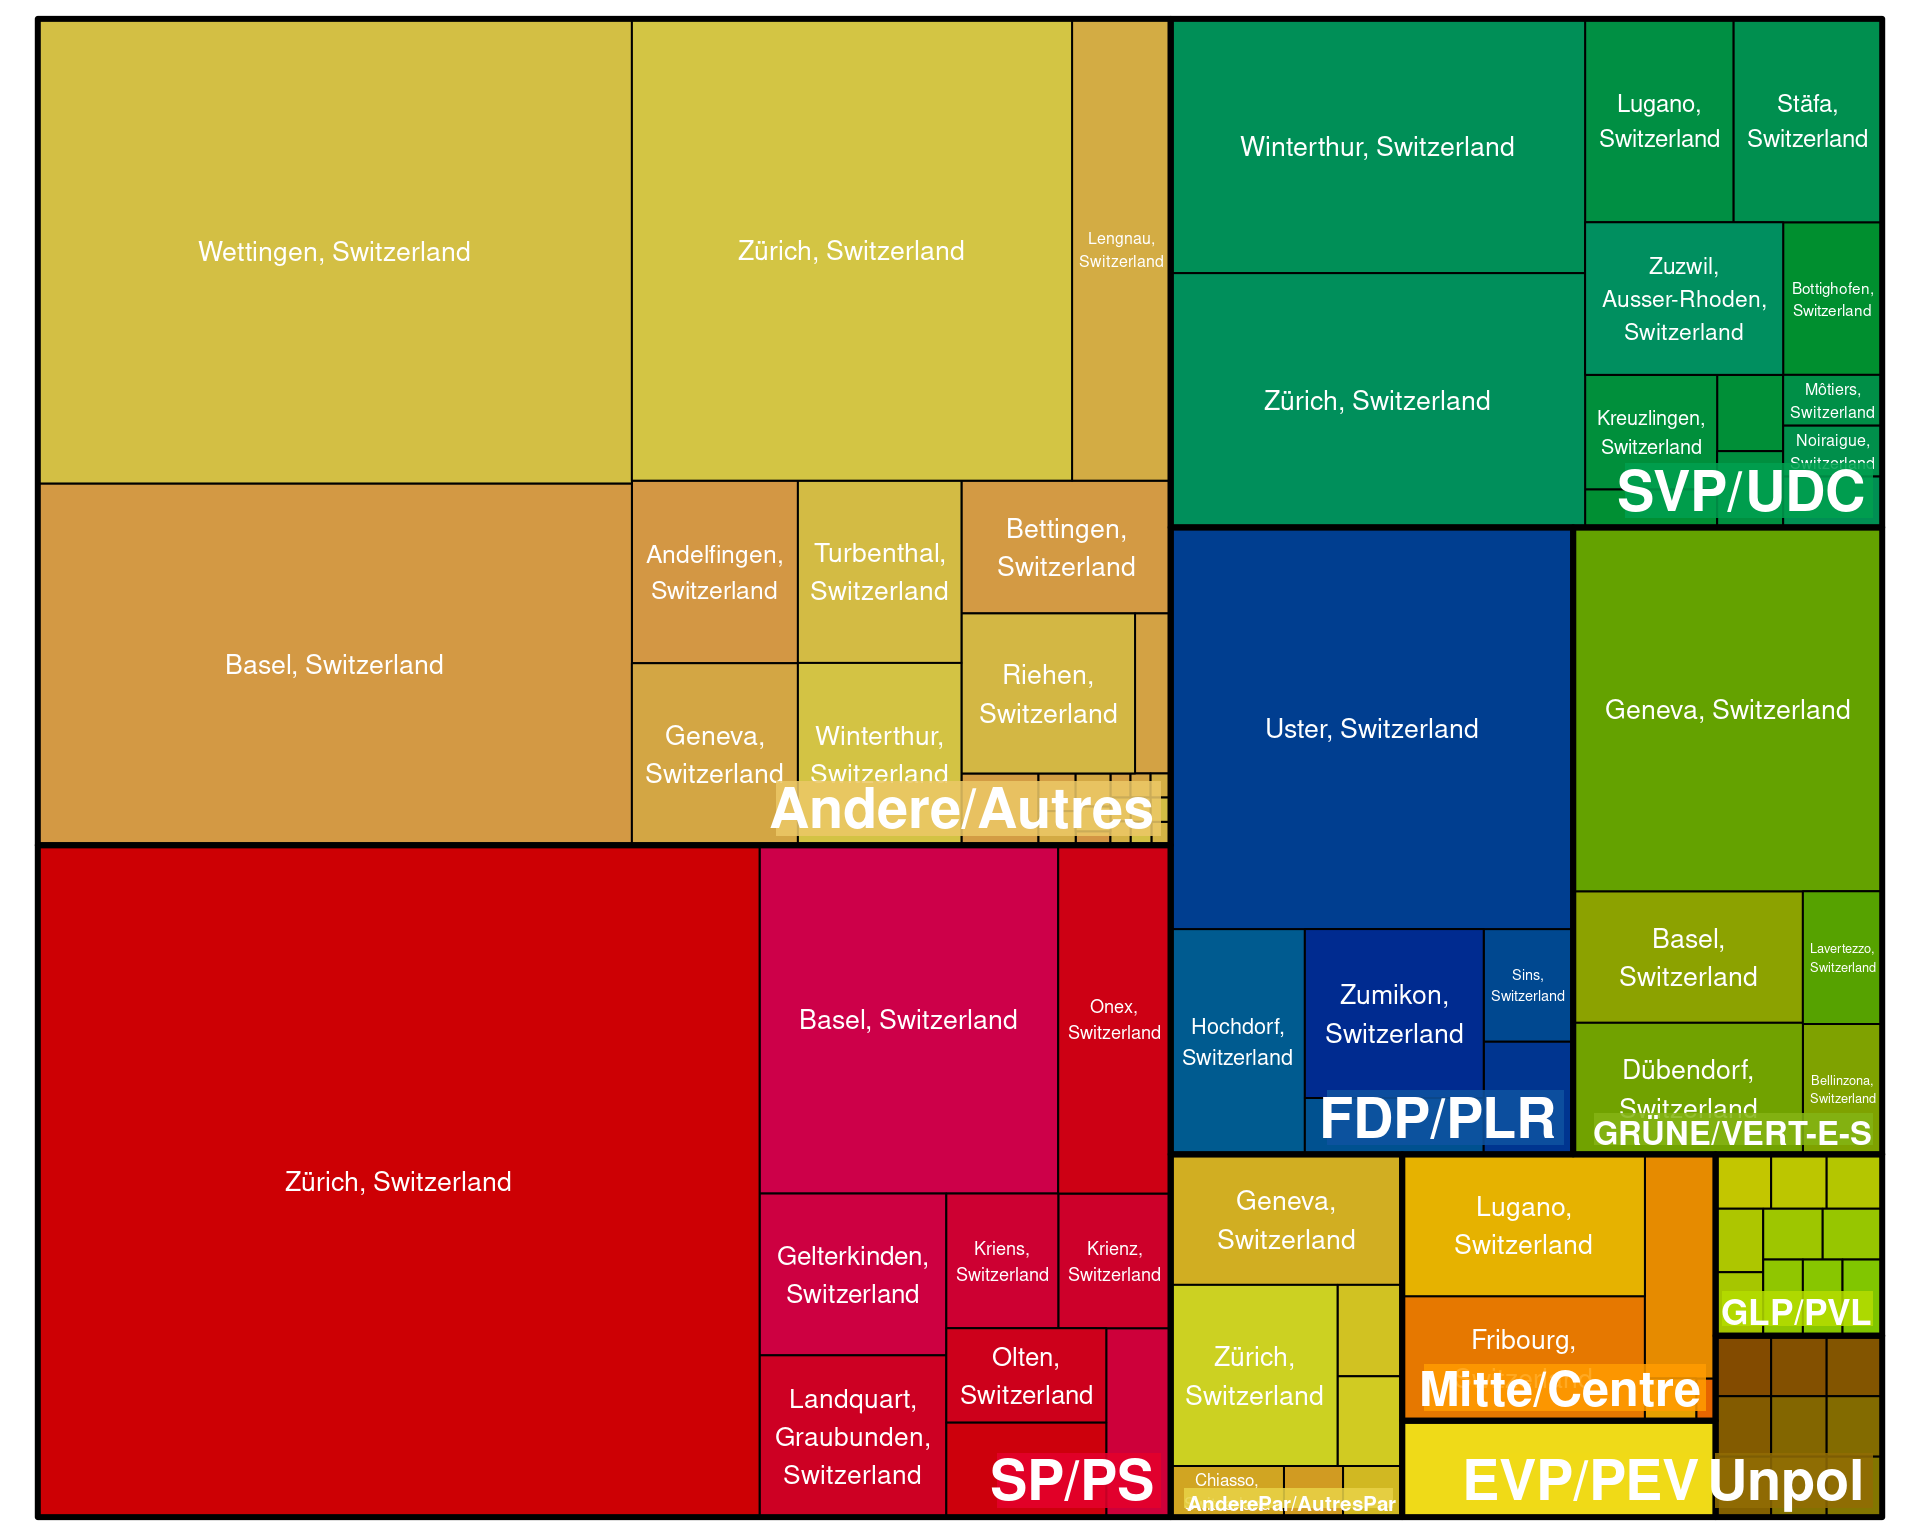 Wettingen, Switzerland
Zürich, Switzerland
Lengnau,
Switzerland
Basel, Switzerland
Andelfingen,
Switzerland
Turbenthal,
Switzerland
Bettingen,
Switzerland
Riehen,
Switzerland
Geneva,
Switzerland
Winterthur,
Switzerland
Andere/Autres
Winterthur, Switzerland
Lugano,
Switzerland
Stäfa,
Switzerland
Zürich, Switzerland
Zuzwil,
Ausser-Rhoden,
Switzerland
Bottighofen,
Switzerland
Kreuzlingen,
Switzerland
Môtiers,
Switzerland
Noiraigue,
Switzerland
SVP/UDC
Zürich, Switzerland
Basel, Switzerland
Onex,
Switzerland
Gelterkinden,
Switzerland
Kriens,
Switzerland
Krienz,
Switzerland
Landquart,
Graubunden,
Switzerland
Olten,
Switzerland
SP/PS
Uster, Switzerland
Hochdorf,
Switzerland
Zumikon,
Switzerland
Sins,
Switzerland
FDP/PLR
Geneva, Switzerland
Basel,
Switzerland
Lavertezzo,
Switzerland
Dübendorf,
Switzerland
Bellinzona,
Switzerland
GRÜNE/VERT-E-S
Geneva,
Switzerland
Zürich,
Switzerland
Chiasso,
AnderePar/AutresPar
Lugano,
Switzerland
Fribourg,
Mitte/Centre
GLP/PVL
EVP/PEV
Unpol